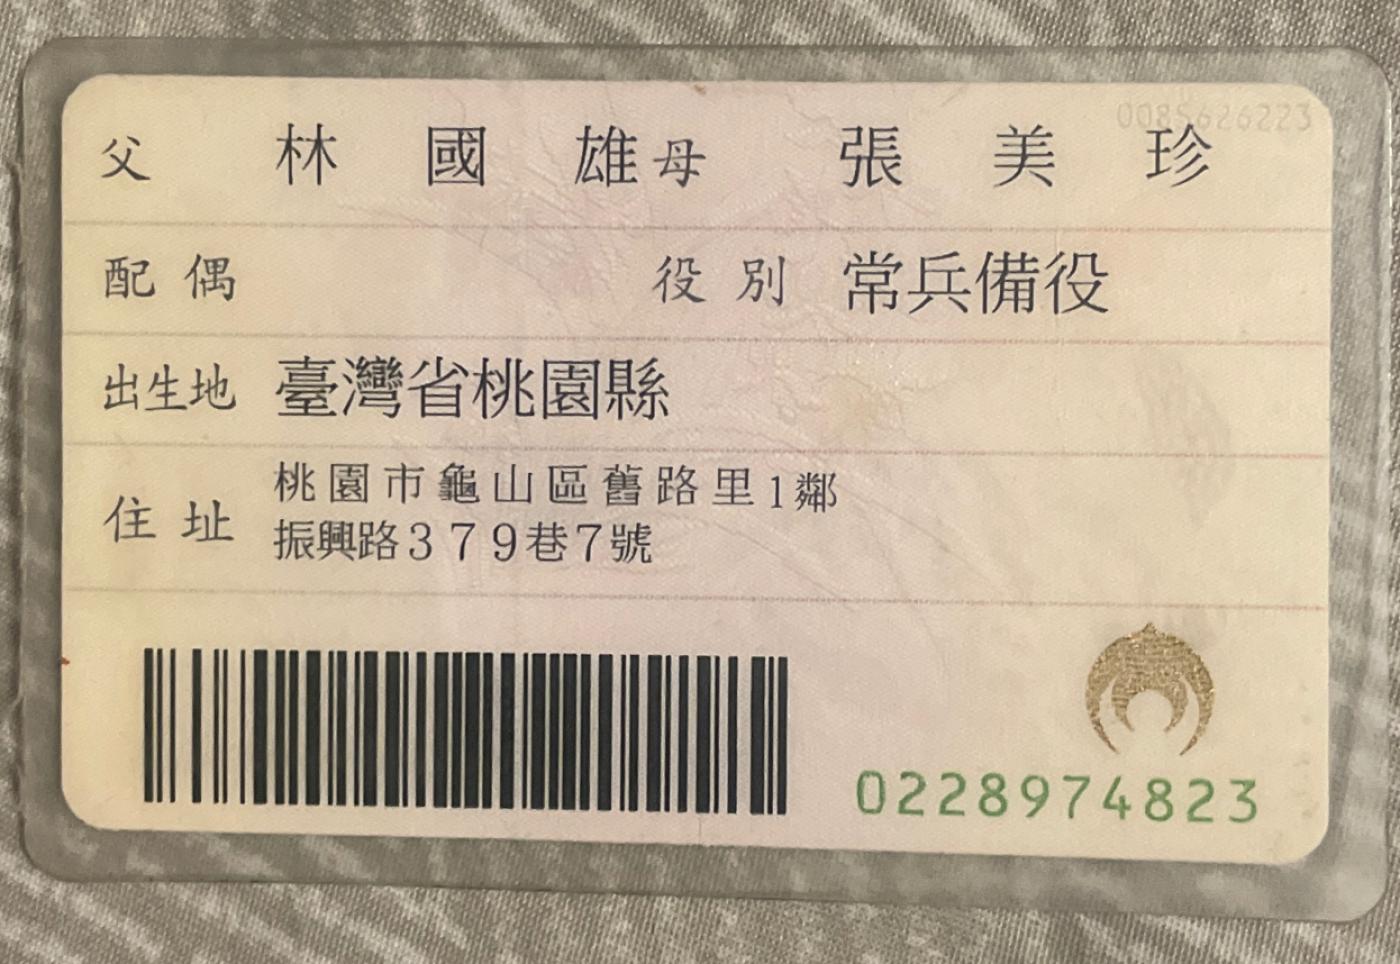 0085626223
父 林國雄 母 張美珍
配偶 役別 常兵備役
出生地 臺灣省桃園縣
住址 桃園市龜山區舊路里1鄰
振興路379巷7號
0228974823